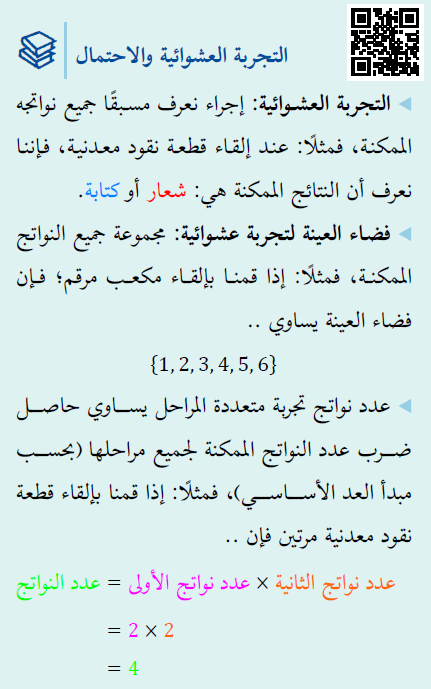 التجربة العشوائية والاحتمال
◀ التجربة العشوائية: إجراء نعرف مسبقًا جميع نواتجه
الممكنة، فمثلًا: عند إلقاء قطعة نقود معدنية، فإننا
نعرف أن النتائج الممكنة هي: شعار أو كتابة.
◀ فضاء العينة لتجربة عشوائية: مجموعة جميع النواتج
الممكنة، فمثلًا: إذا قمنا بإلقاء مكعب مرقم؛ فإن
فضاء العينة يساوي ..
{1, 2, 3, 4, 5, 6}
◀ عدد نواتج تجربة متعددة المراحل يساوي حاصل
ضرب عدد النواتج الممكنة لجميع مراحلها (بحسب
مبدأ العد الأساسي)، فمثلًا: إذا قمنا بإلقاء قطعة
نقود معدنية مرتين فإن ..
عدد النواتج = عدد نواتج الأولى × عدد نواتج الثانية
= 2 × 2
= 4